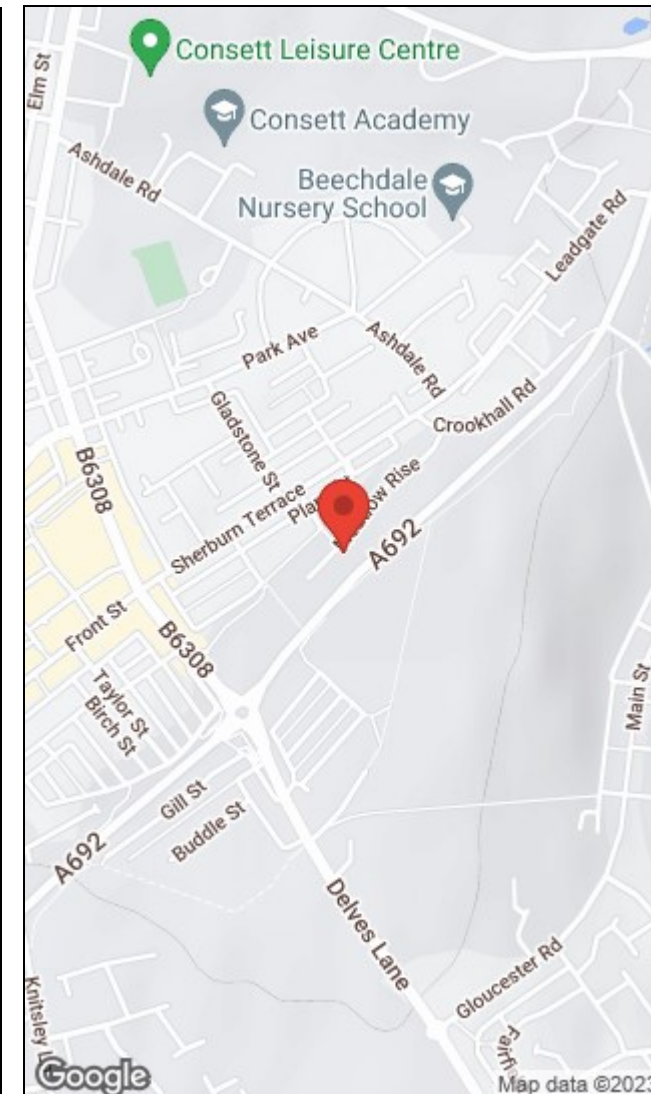 Consett Leisure Centre
Elm St
Consett Academy
Ashdale Rd
Beechdale
Nursery School
Leadgate Rd
Park Ave
Ashdale Rd
Gladstone St
Crookhall Rd
B6308
Rise
Sherburn Terrace
A692
Front St
B6308
Taylor St
Birch St
Main St
Gill St
Buddle St
A692
Delves Lane
Gloucester Rd
Knitsley
Google
Map data ©2023